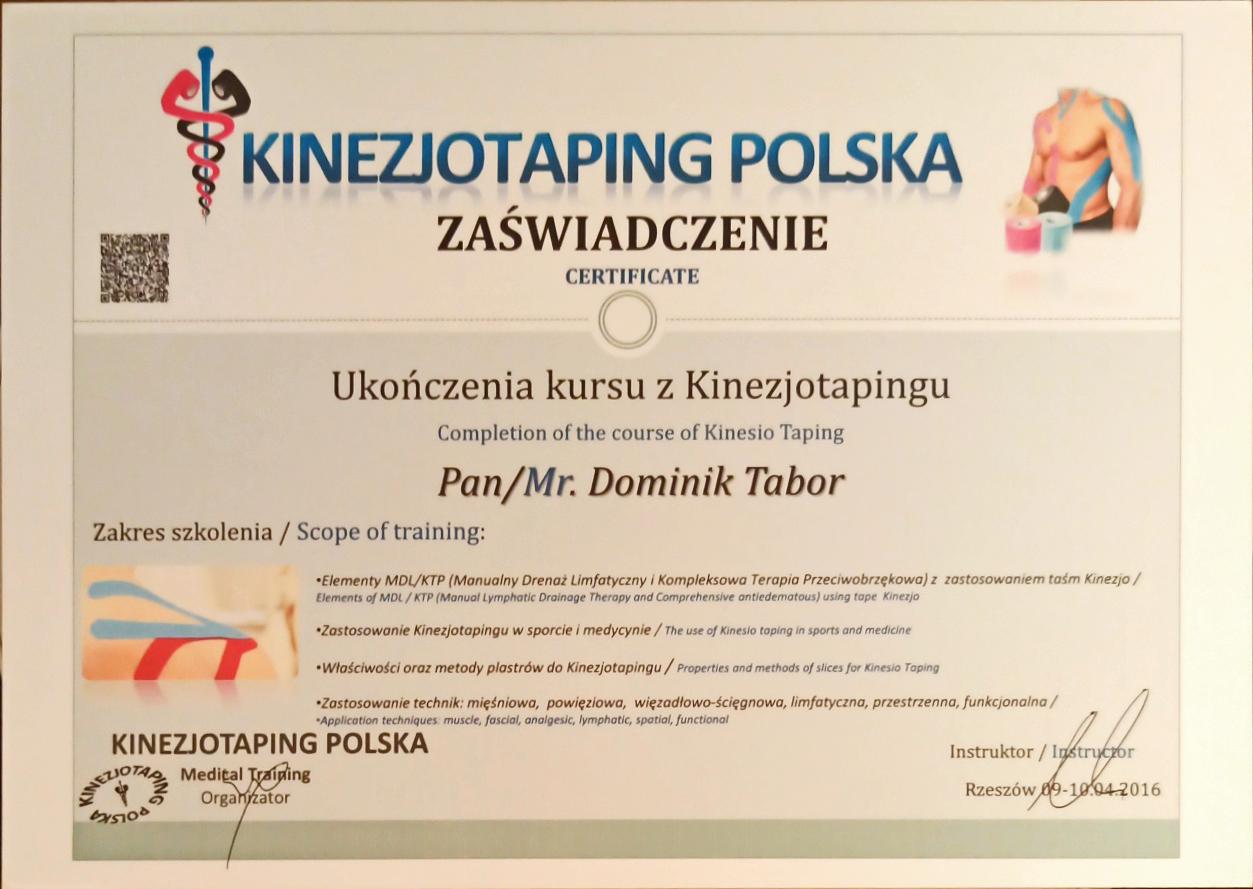 KINEZJOTAPING POLSKA
ZAŚWIADCZENIE
CERTIFICATE
Ukończenia kursu z Kinezjotapingu
Completion of the course of Kinesio Taping
Pan/Mr. Dominik Tabor
Zakres szkolenia / Scope of training:
•Elementy MDL/KTP (Manualny Drenaż Limfatyczny i Kompleksowa Terapia Przeciwobrzękowa) z zastosowaniem taśm Kinezjo /
Elements of MDL / KTP (Manual Lymphatic Drainage Therapy and Comprehensive antiedematous) using tape Kinezjo
•Zastosowanie Kinezjotapingu w sporcie i medycynie / The use of Kinesio taping in sports and medicine
•Właściwości oraz metody plastrów do Kinezjotapingu / Properties and methods of slices for Kinesio Taping
•Zastosowanie technik: mięśniowa, powięziowa, więzadłowo-ścięgnowa, limfatyczna, przestrzenna, funkcjonalna /
•Application techniques: muscle, fascial, analgesic, lymphatic, spatial, functional
KINEZJOTAPING POLSKA
KINEZJOTAPING POLSKA
Medical Training
Organizator
Instruktor / Instructor
Rzeszów 09-10.04.2016